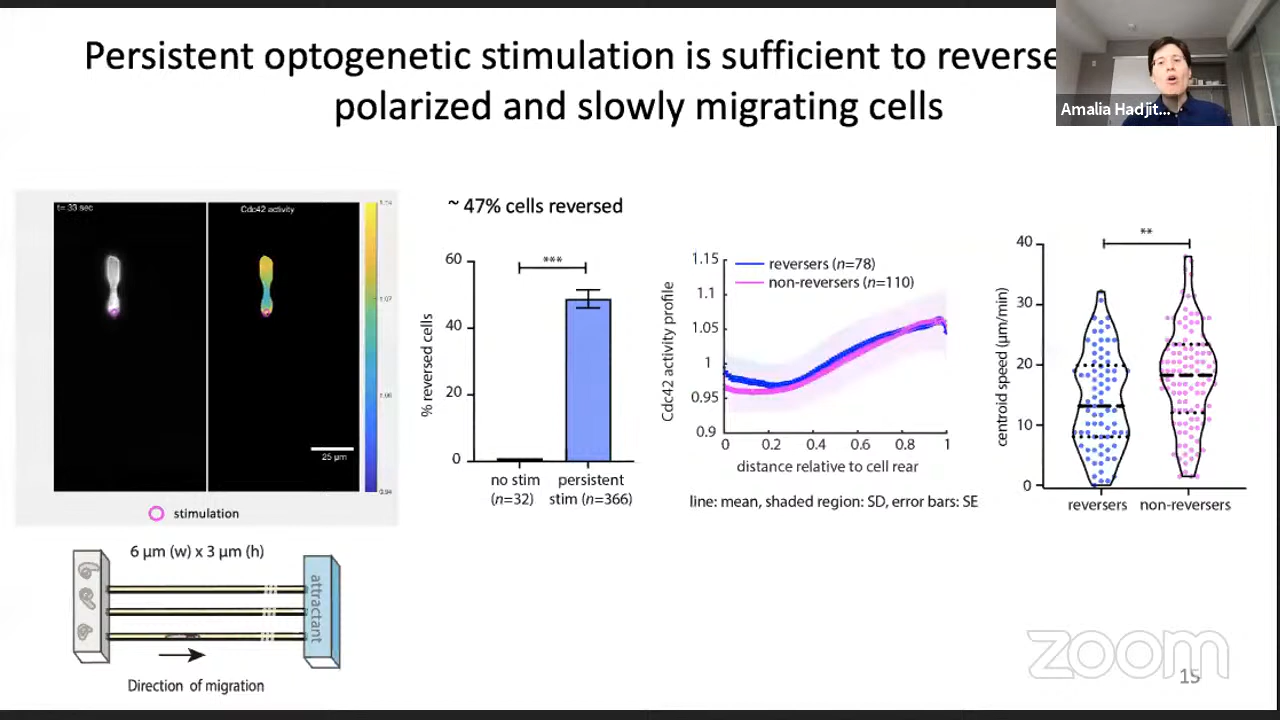 Persistent optogenetic stimulation is sufficient to reverse
polarized and slowly migrating cells
Amalia Hadjit...
t= 33 sec
Cdc42 activity
1.07
0.94
25 µm
stimulation
~ 47% cells reversed
60
40
20
0
% reversed cells
***
no stim
(n=32)
persistent
stim (n=366)
1.15
1.1
1.05
1
0.95
0.9
Cdc42 activity profile
reversers (n=78)
non-reversers (n=110)
0 0.2 0.4 0.6 0.8 1
distance relative to cell rear
line: mean, shaded region: SD, error bars: SE
40
30
20
10
0
centroid speed (µm/min)
**
reversers non-reversers
6 µm (w) x 3 µm (h)
attractant
Direction of migration
zoom
15